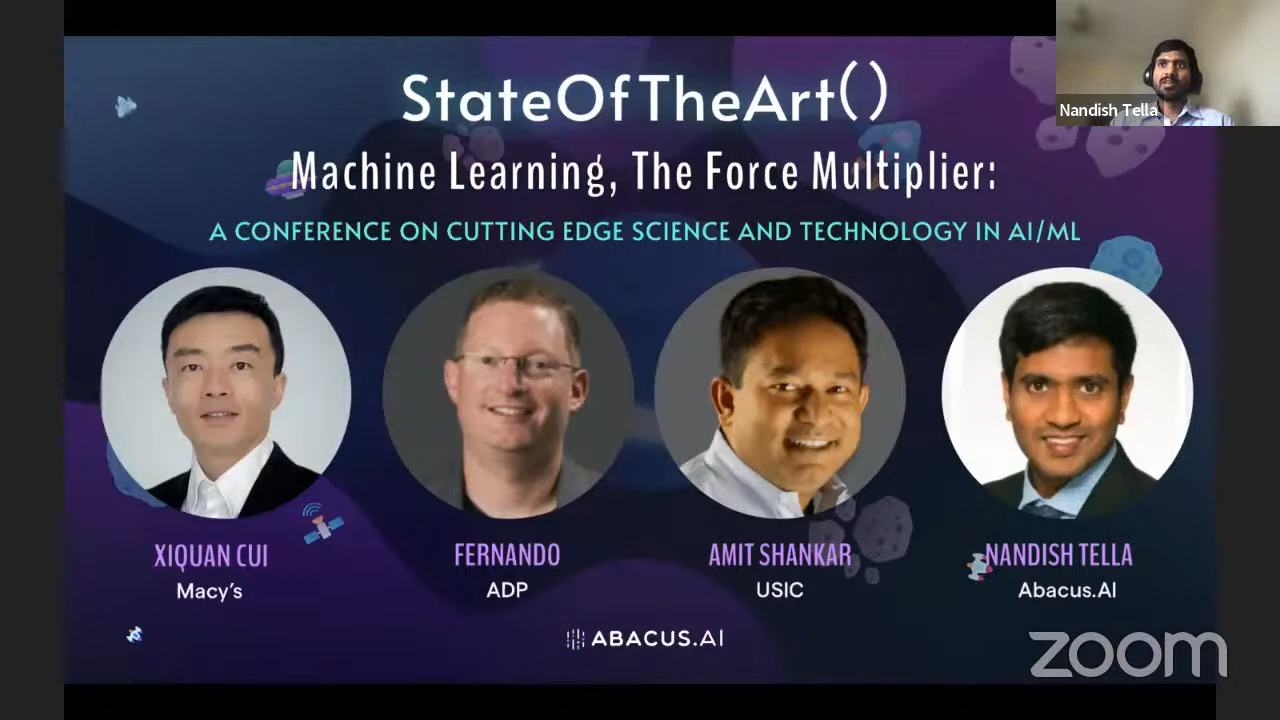 StateOfTheArt()
Nandish Tella
Machine Learning, The Force Multiplier:
A CONFERENCE ON CUTTING EDGE SCIENCE AND TECHNOLOGY IN AI/ML
XIQUAN CUI
Macy's
FERNANDO
ADP
AMIT SHANKAR
USIC
NANDISH TELLA
Abacus.AI
ABACUS.AI
zoom